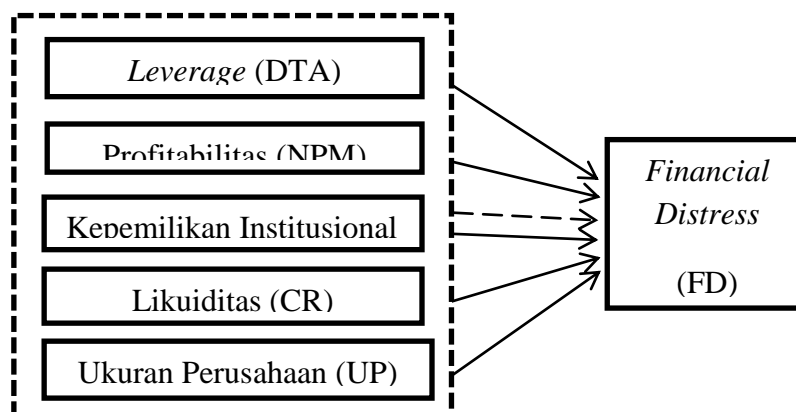 Leverage (DTA)
Profitabilitas (NPM)
Kepemilikan Institusional
Likuiditas (CR)
Ukuran Perusahaan (UP)
Financial
Distress
(FD)